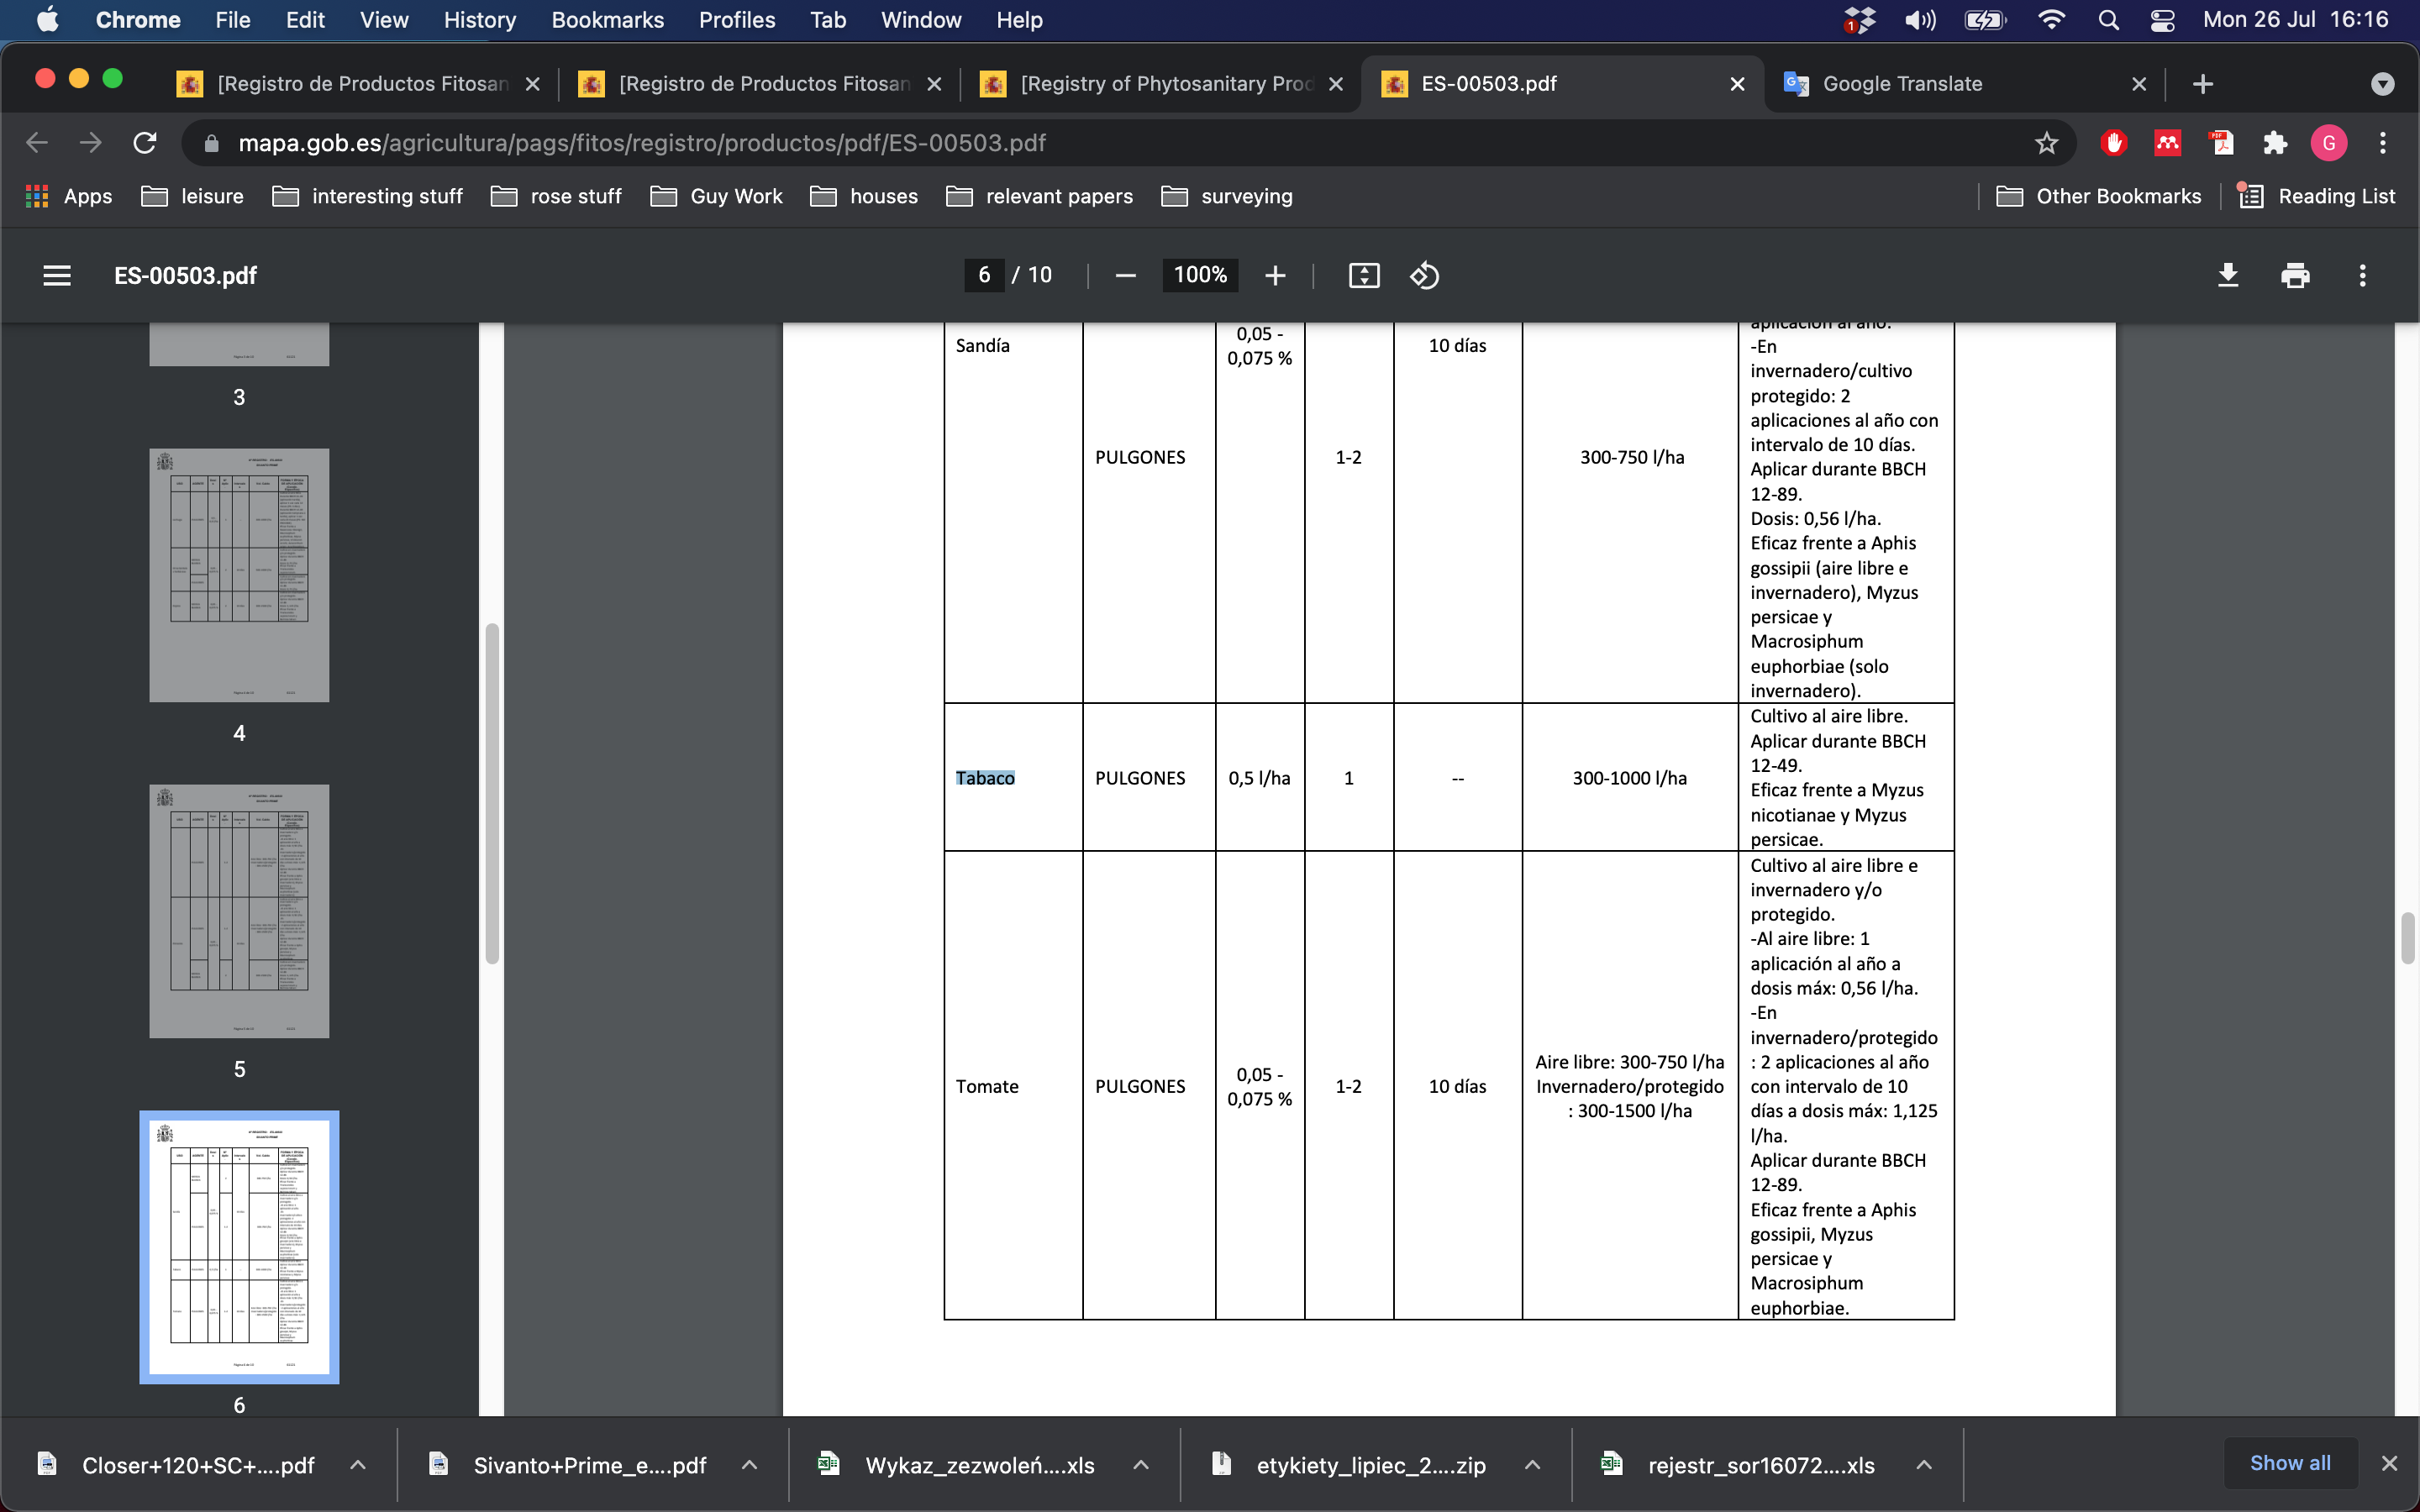 Chrome File Edit View History Bookmarks Profiles Tab Window Help
1
Mon 26 Jul 16:16
[Registro de Productos Fitosan
[Registro de Productos Fitosan
[Registry of Phytosanitary Prod
ES-00503.pdf
Google Translate
mapa.gob.es/agricultura/pags/fitos/registro/productos/pdf/ES-00503.pdf
G
Apps
leisure
interesting stuff
rose stuff
Guy Work
houses
relevant papers
surveying
Other Bookmarks
Reading List
ES-00503.pdf
6 / 10
100%
3
4
5
6
Sandía
PULGONES
0,05 -
0,075 %
1-2
10 días
300-750 l/ha
aplicación al año.
-En
invernadero/cultivo
protegido: 2
aplicaciones al año con
intervalo de 10 días.
Aplicar durante BBCH
12-89.
Dosis: 0,56 l/ha.
Eficaz frente a Aphis
gossipii (aire libre e
invernadero), Myzus
persicae y
Macrosiphum
euphorbiae (solo
invernadero).
Tabaco
PULGONES
0,5 l/ha
1
--
300-1000 l/ha
Cultivo al aire libre.
Aplicar durante BBCH
12-49.
Eficaz frente a Myzus
nicotianae y Myzus
persicae.
Tomate
PULGONES
0,05 -
0,075 %
1-2
10 días
Aire libre: 300-750 l/ha
Invernadero/protegido
: 300-1500 l/ha
Cultivo al aire libre e
invernadero y/o
protegido.
-Al aire libre: 1
aplicación al año a
dosis máx: 0,56 l/ha.
-En
invernadero/protegido
: 2 aplicaciones al año
con intervalo de 10
días a dosis máx: 1,125
l/ha.
Aplicar durante BBCH
12-89.
Eficaz frente a Aphis
gossipii, Myzus
persicae y
Macrosiphum
euphorbiae.
Closer+120+SC+....pdf
Sivanto+Prime_e....pdf
Wykaz_zezwoleń....xls
etykiety_lipiec_2....zip
rejestr_sor16072....xls
Show all